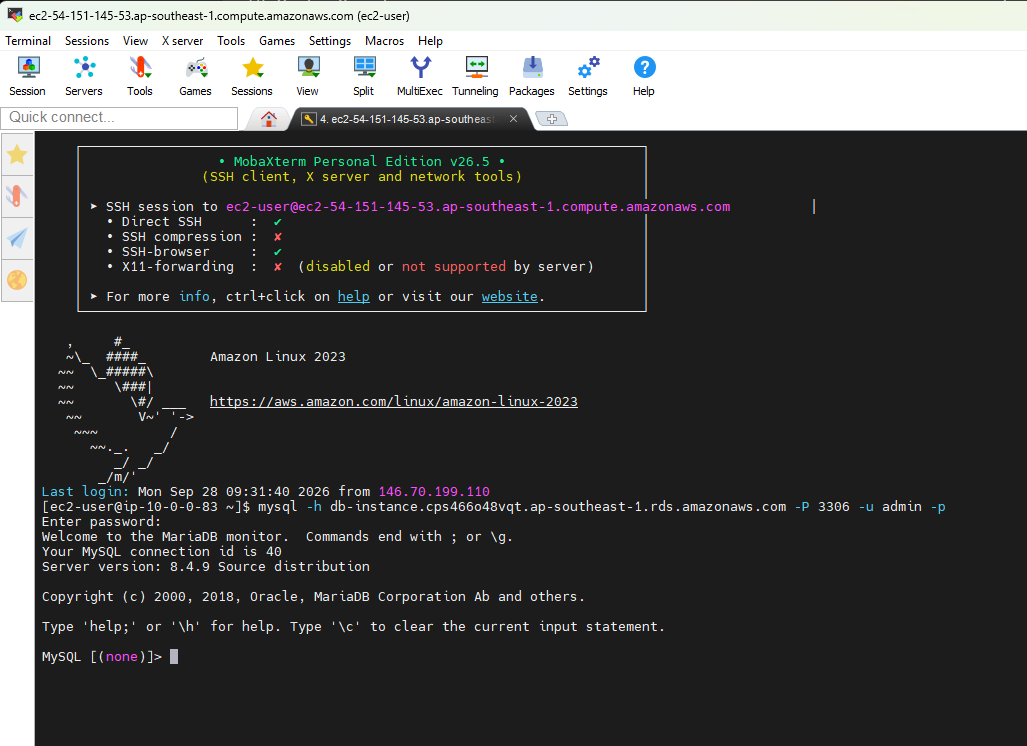 ec2-54-151-145-53.ap-southeast-1.compute.amazonaws.com (ec2-user)
Terminal Sessions View X server Tools Games Settings Macros Help
Session Servers Tools Games Sessions View Split MultiExec Tunneling Packages Settings Help
Quick connect...
4. ec2-54-151-145-53.ap-southeas
• MobaXterm Personal Edition v26.5 •
(SSH client, X server and network tools)
➤ SSH session to ec2-user@ec2-54-151-145-53.ap-southeast-1.compute.amazonaws.com
• Direct SSH : ✔
• SSH compression : ✘
• SSH-browser : ✔
• X11-forwarding : ✘ (disabled or not supported by server)
➤ For more info, ctrl+click on help or visit our website.
   ,     #_
   ~\_  ####_        Amazon Linux 2023
  ~~  \_#####\
  ~~     \###|
  ~~       \#/ ___   https://aws.amazon.com/linux/amazon-linux-2023
   ~~       V~' '->
    ~~~         /
      ~~._.   _/
         _/ _/
       _/m/'
Last login: Mon Sep 28 09:31:40 2026 from 146.70.199.110
[ec2-user@ip-10-0-0-83 ~]$ mysql -h db-instance.cps466o48vqt.ap-southeast-1.rds.amazonaws.com -P 3306 -u admin -p
Enter password:
Welcome to the MariaDB monitor.  Commands end with ; or \g.
Your MySQL connection id is 40
Server version: 8.4.9 Source distribution
Copyright (c) 2000, 2018, Oracle, MariaDB Corporation Ab and others.
Type 'help;' or '\h' for help. Type '\c' to clear the current input statement.
MySQL [(none)]>